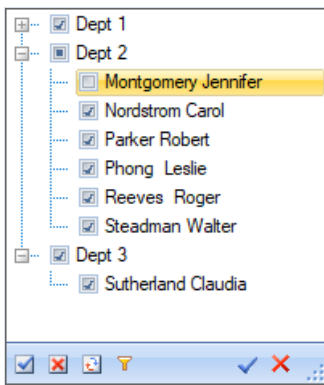 Dept 1
Dept 2
Montgomery Jennifer
Nordstrom Carol
Parker Robert
Phong  Leslie
Reeves  Roger
Steadman Walter
Dept 3
Sutherland Claudia